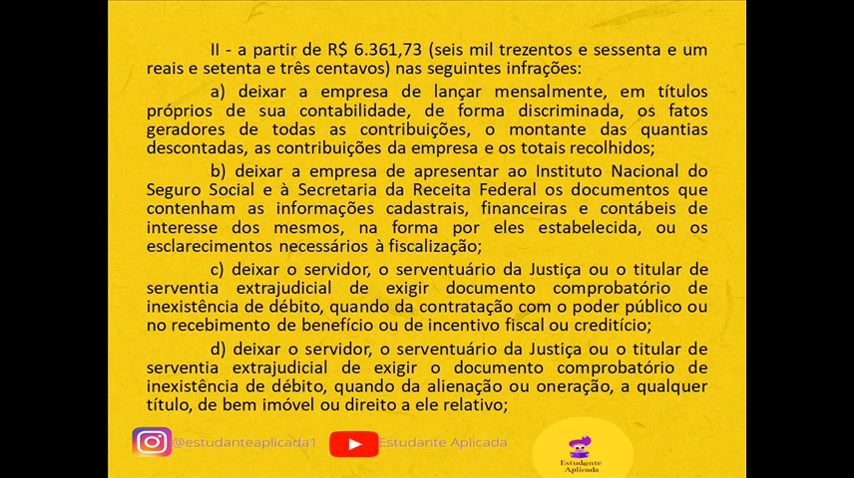 II - a partir de R$ 6.361,73 (seis mil trezentos e sessenta e um
reais e setenta e três centavos) nas seguintes infrações:
a) deixar a empresa de lançar mensalmente, em títulos
próprios de sua contabilidade, de forma discriminada, os fatos
geradores de todas as contribuições, o montante das quantias
descontadas, as contribuições da empresa e os totais recolhidos;
b) deixar a empresa de apresentar ao Instituto Nacional do
Seguro Social e à Secretaria da Receita Federal os documentos que
contenham as informações cadastrais, financeiras e contábeis de
interesse dos mesmos, na forma por eles estabelecida, ou os
esclarecimentos necessários à fiscalização;
c) deixar o servidor, o serventuário da Justiça ou o titular de
serventia extrajudicial de exigir documento comprobatório de
inexistência de débito, quando da contratação com o poder público ou
no recebimento de benefício ou de incentivo fiscal ou creditício;
d) deixar o servidor, o serventuário da Justiça ou o titular de
serventia extrajudicial de exigir o documento comprobatório de
inexistência de débito, quando da alienação ou oneração, a qualquer
título, de bem imóvel ou direito a ele relativo;
@estudanteaplicada1
Estudante Aplicada
Estudante
Aplicada